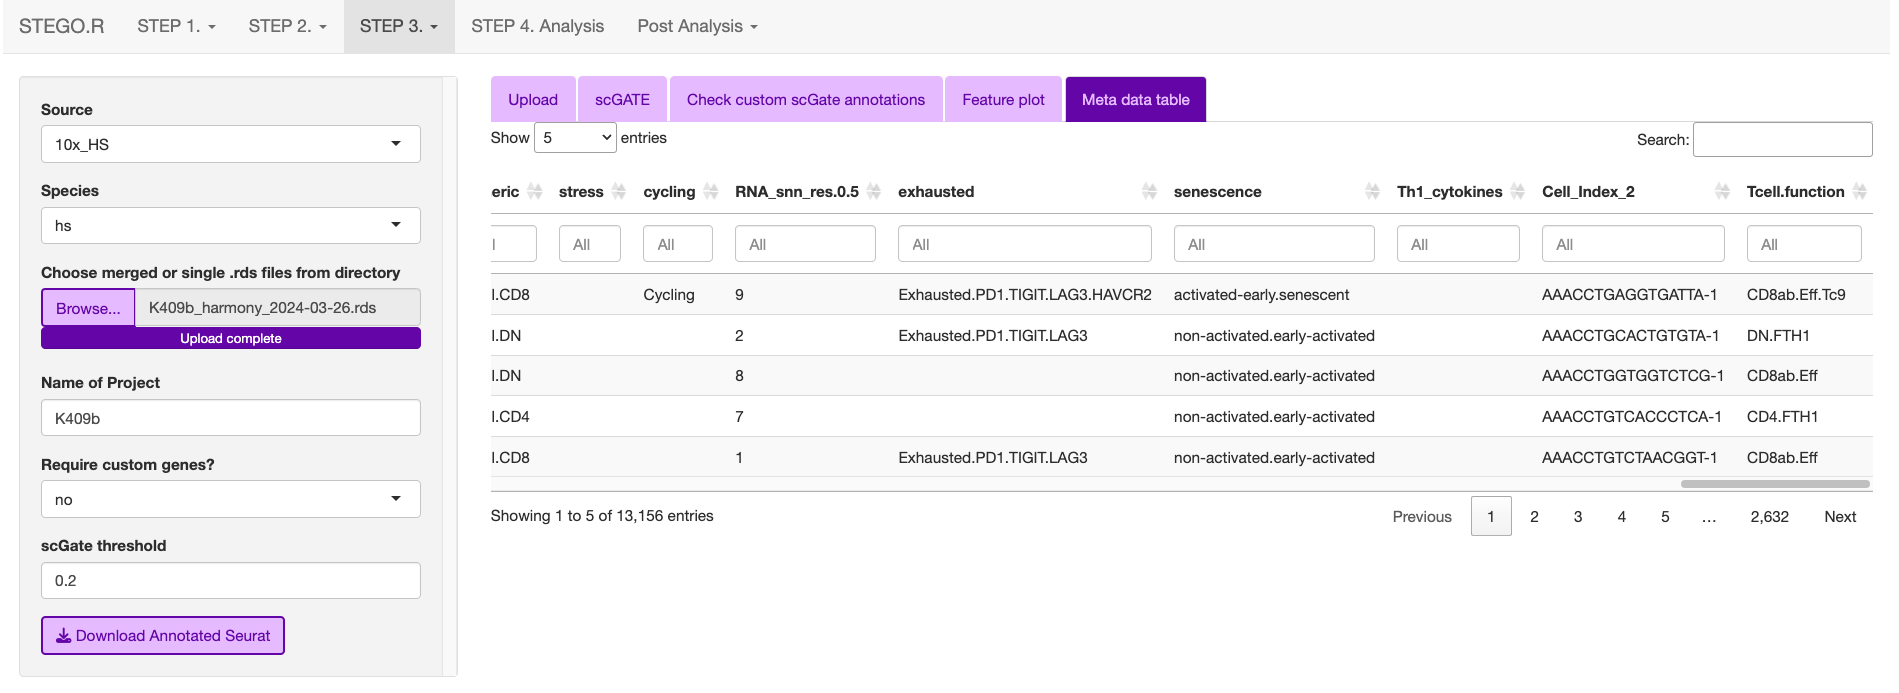 STEGO.R STEP 1. STEP 2. STEP 3. STEP 4. Analysis Post Analysis
Source
10x_HS
Species
hs
Choose merged or single .rds files from directory
Browse... K409b_harmony_2024-03-26.rds
Upload complete
Name of Project
K409b
Require custom genes?
no
scGate threshold
0.2
Download Annotated Seurat
Upload scGATE Check custom scGate annotations Feature plot Meta data table
Show 5 entries Search:
eric stress cycling RNA_snn_res.0.5 exhausted senescence Th1_cytokines Cell_Index_2 Tcell.function
l All All All All All All All All
l.CD8 Cycling 9 Exhausted.PD1.TIGIT.LAG3.HAVCR2 activated-early.senescent AAACCTGAGGTGATTA-1 CD8ab.Eff.Tc9
l.DN 2 Exhausted.PD1.TIGIT.LAG3 non-activated.early-activated AAACCTGCACTGTGTA-1 DN.FTH1
l.DN 8 non-activated.early-activated AAACCTGGTGGTCTCG-1 CD8ab.Eff
l.CD4 7 non-activated.early-activated AAACCTGTCACCCTCA-1 CD4.FTH1
l.CD8 1 Exhausted.PD1.TIGIT.LAG3 non-activated.early-activated AAACCTGTCTAACGGT-1 CD8ab.Eff
Showing 1 to 5 of 13,156 entries Previous 1 2 3 4 5 … 2,632 Next